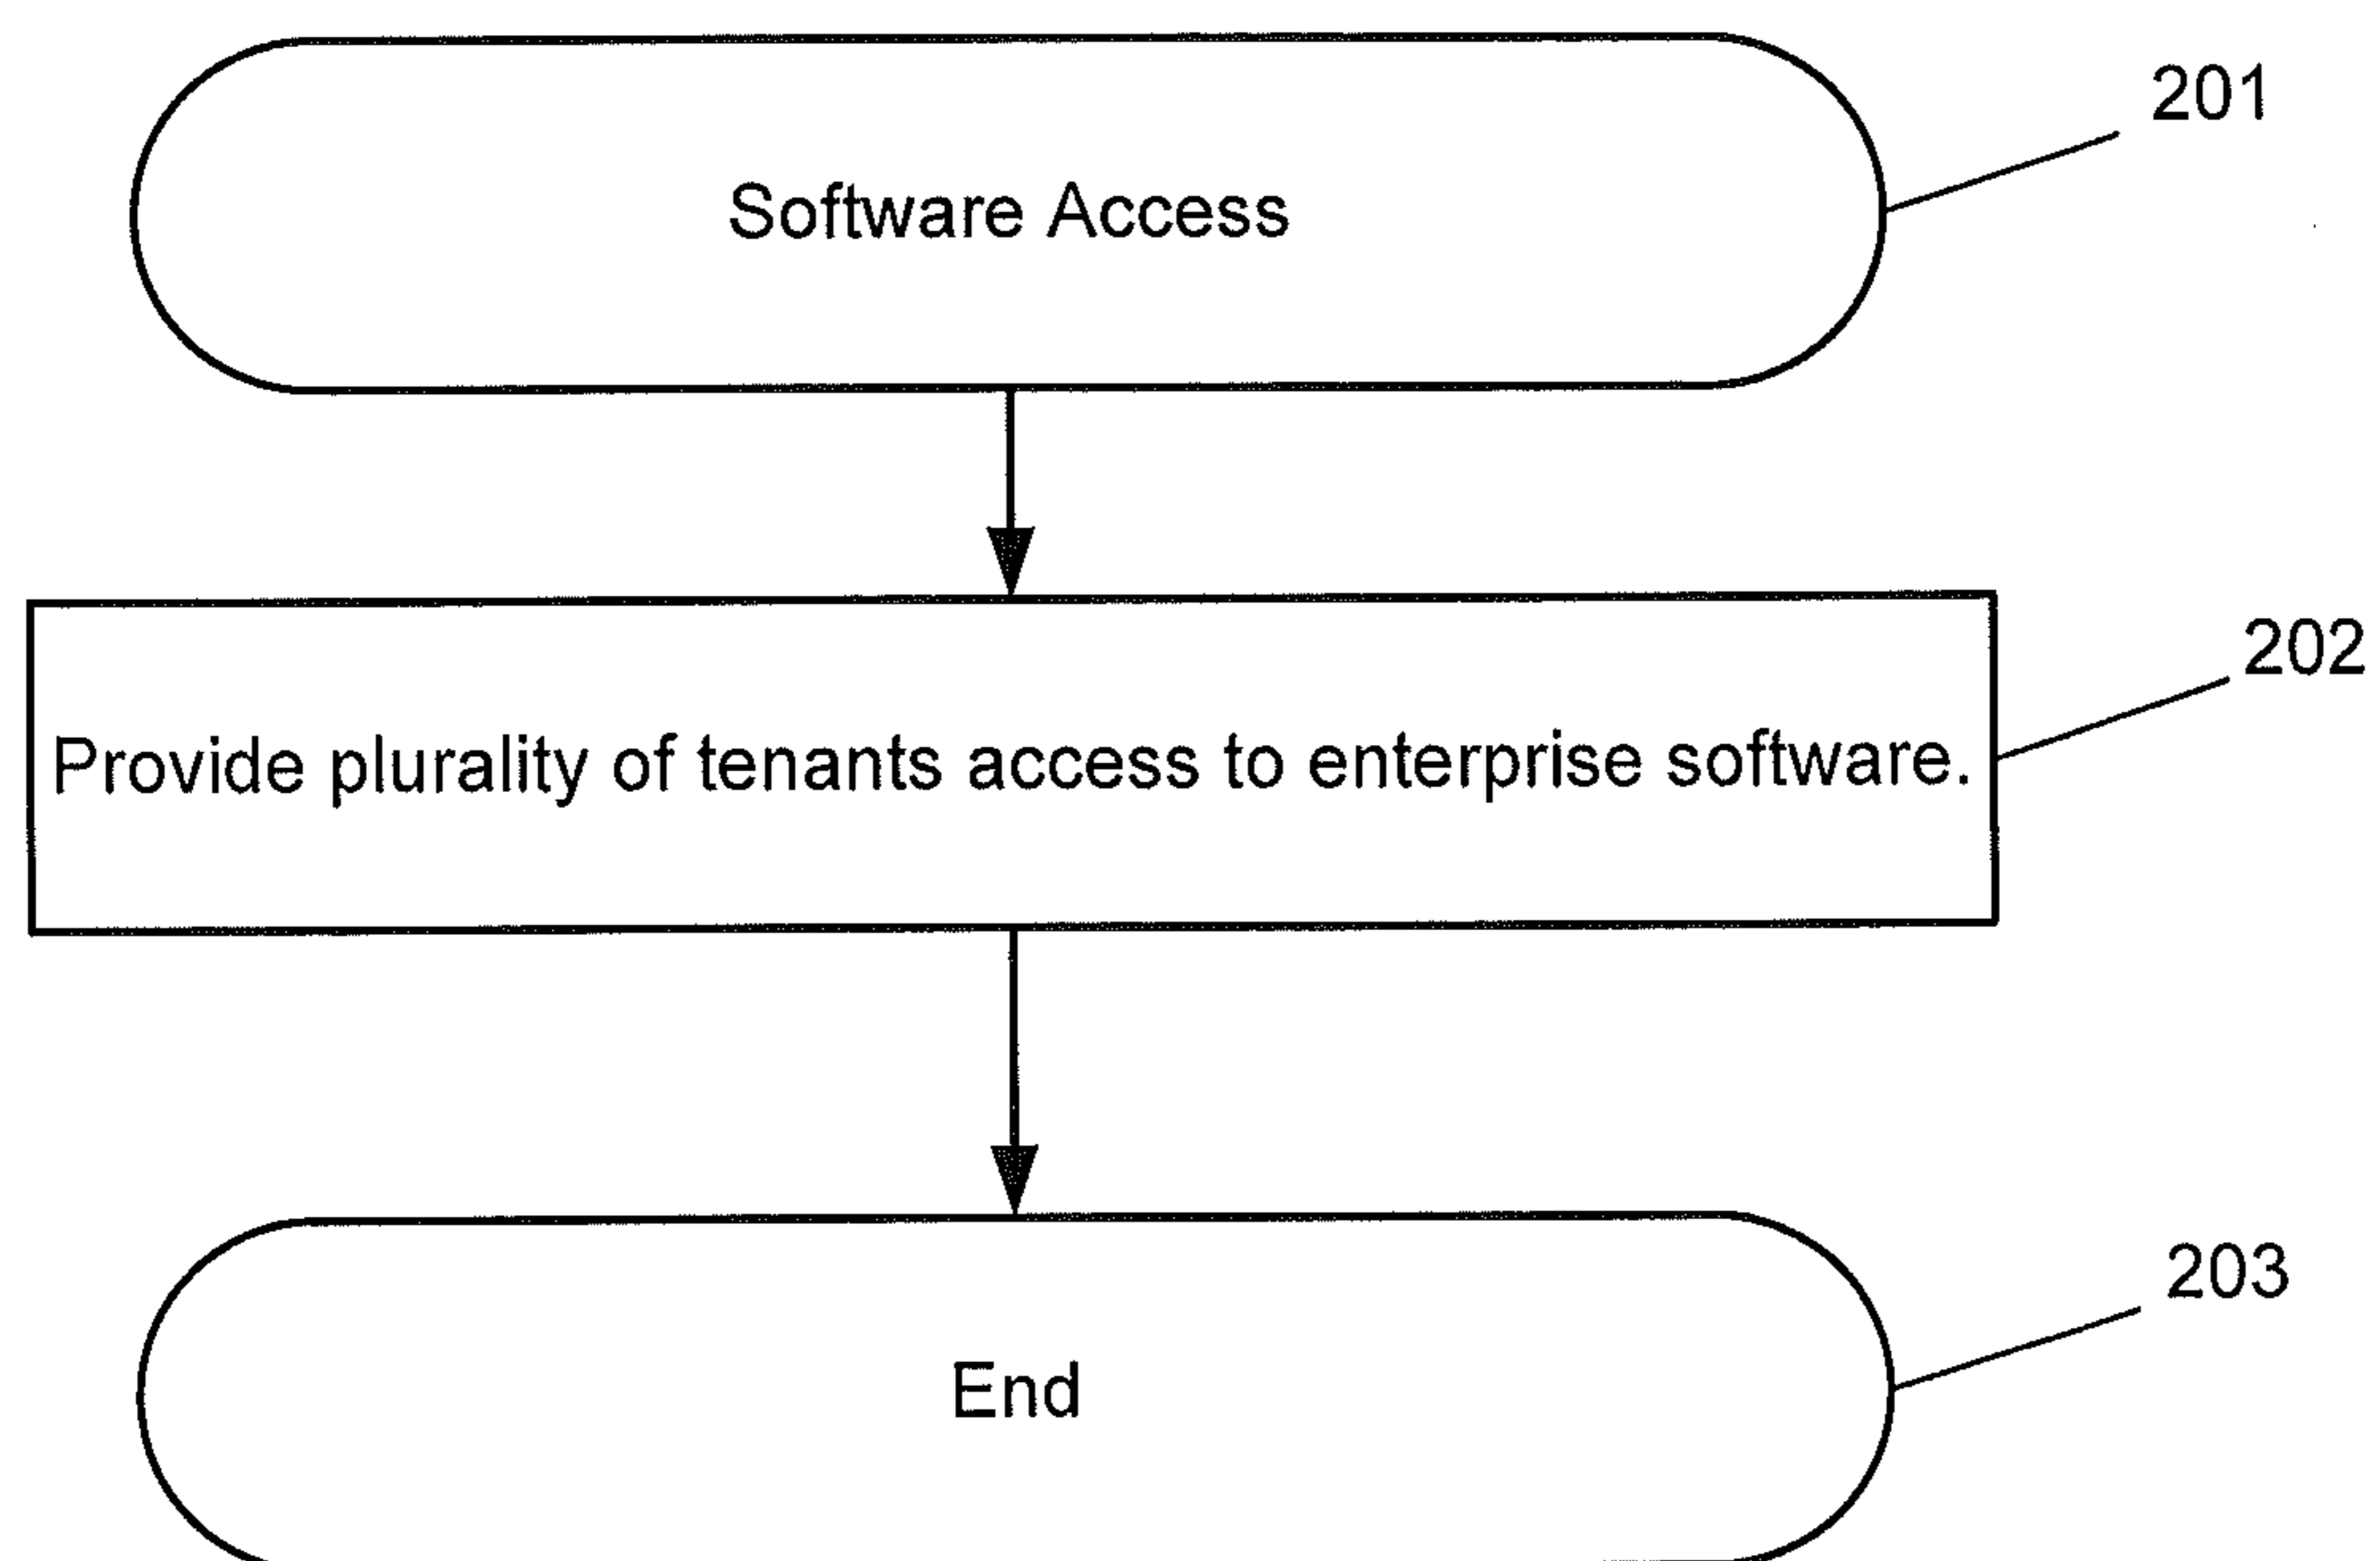 201
Software Access
202
Provide plurality of tenants access to enterprise software.
203
End